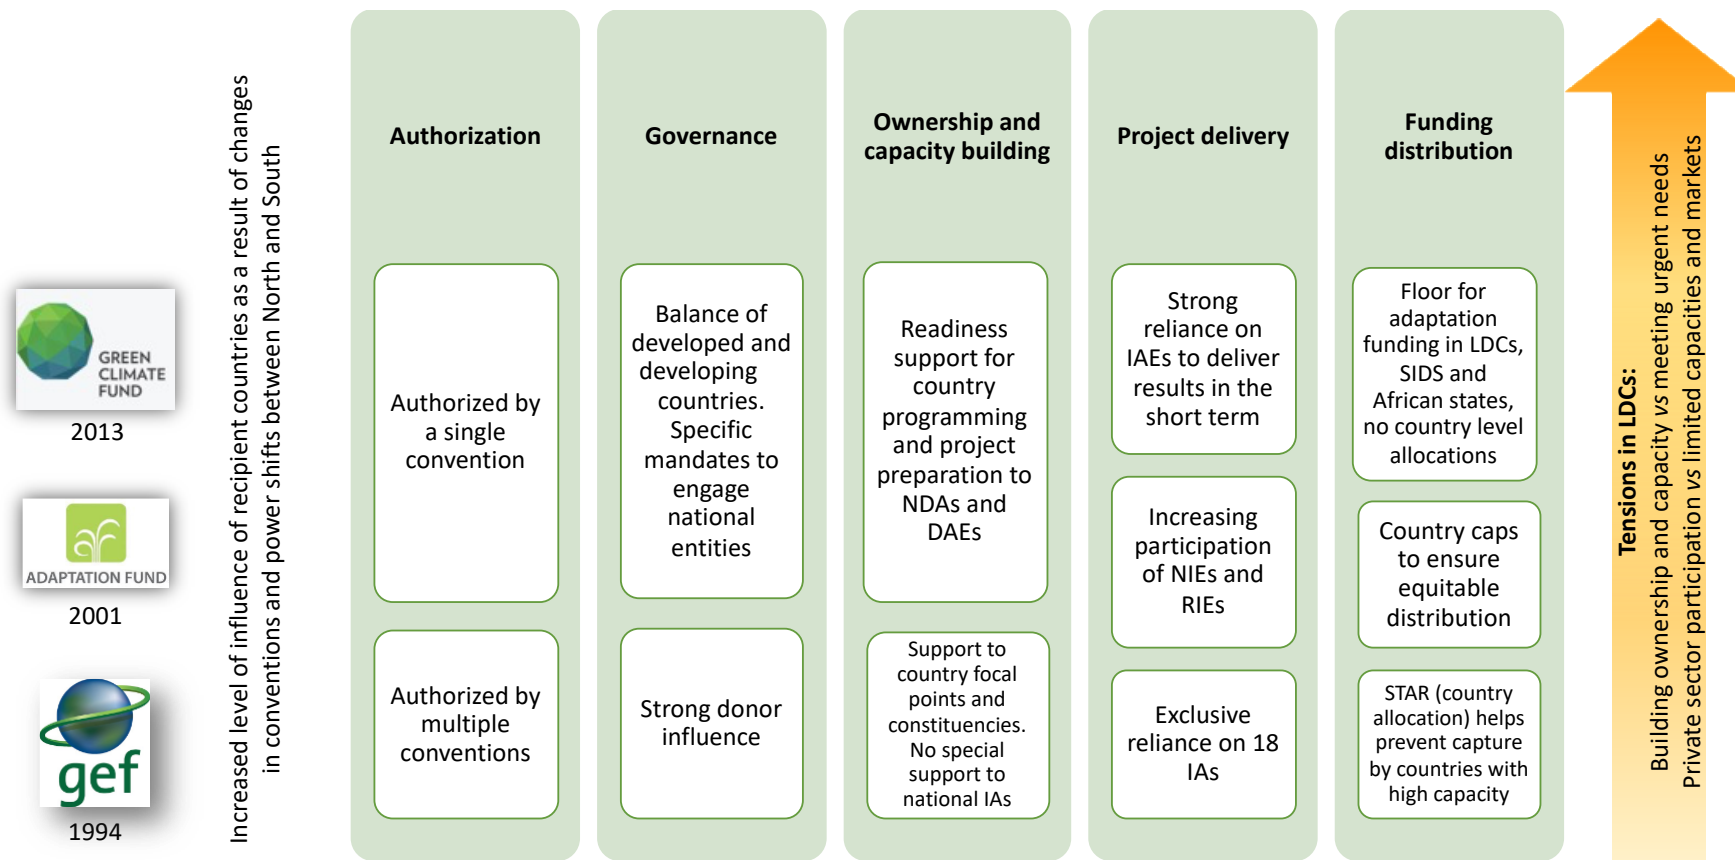 GREEN
CLIMATE
FUND
2013
ADAPTATION FUND
2001
gef
1994
Increased level of influence of recipient countries as a result of changes
in conventions and power shifts between North and South
Authorization
Authorized by
a single
convention
Authorized by
multiple
conventions
Governance
Balance of
developed and
developing
countries.
Specific
mandates to
engage
national
entities
Strong donor
influence
Ownership and
capacity building
Readiness
support for
country
programming
and project
preparation to
NDAs and
DAEs
Support to
country focal
points and
constituencies.
No special
support to
national IAs
Project delivery
Strong
reliance on
IAEs to deliver
results in the
short term
Increasing
participation
of NIEs and
RIEs
Exclusive
reliance on 18
IAs
Funding
distribution
Floor for
adaptation
funding in LDCs,
SIDS and
African states,
no country level
allocations
Country caps
to ensure
equitable
distribution
STAR (country
allocation) helps
prevent capture
by countries with
high capacity
Tensions in LDCs:
Building ownership and capacity vs meeting urgent needs
Private sector participation vs limited capacities and markets